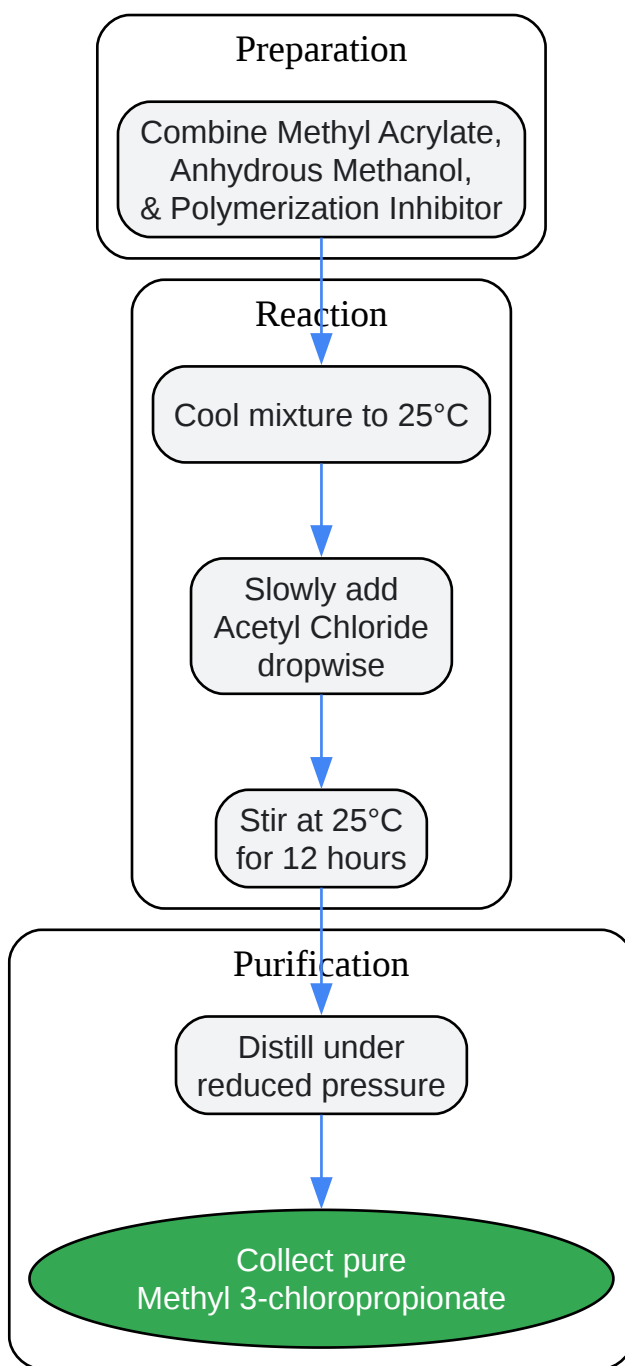 Preparation
Combine Methyl Acrylate,
Anhydrous Methanol,
& Polymerization Inhibitor
Reaction
Cool mixture to 25°C
Slowly add
Acetyl Chloride
dropwise
Stir at 25°C
for 12 hours
Purification
Distill under
reduced pressure
Collect pure
Methyl 3-chloropropionate